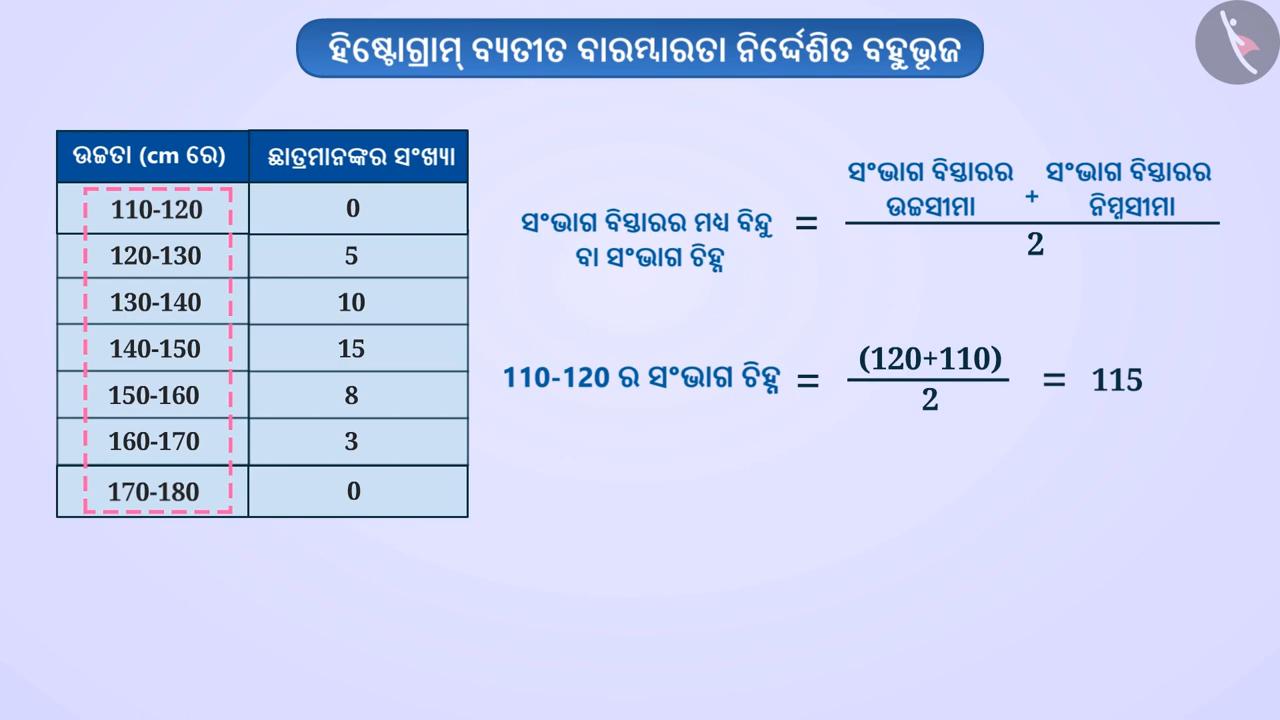 ହିଷ୍ଟୋଗ୍ରାମ୍ ବ୍ୟତୀତ ବାରମ୍ବାରତା ନିର୍ଦ୍ଦେଶିତ ବହୁଭୂଜ
ଉଚ୍ଚତା (cm ରେ) ଛାତ୍ରମାନଙ୍କର ସଂଖ୍ୟା
110-120 0
120-130 5
130-140 10
140-150 15
150-160 8
160-170 3
170-180 0
ସଂଭାଗ ବିସ୍ତାରର ମଧ୍ୟ ବିନ୍ଦୁ
ବା ସଂଭାଗ ଚିହ୍ନ
=
ସଂଭାଗ ବିସ୍ତାରର
ଉଚ୍ଚସୀମା
+
ସଂଭାଗ ବିସ୍ତାରର
ନିମ୍ନସୀମା
2
110-120 ର ସଂଭାଗ ଚିହ୍ନ =
(120+110)
2
= 115